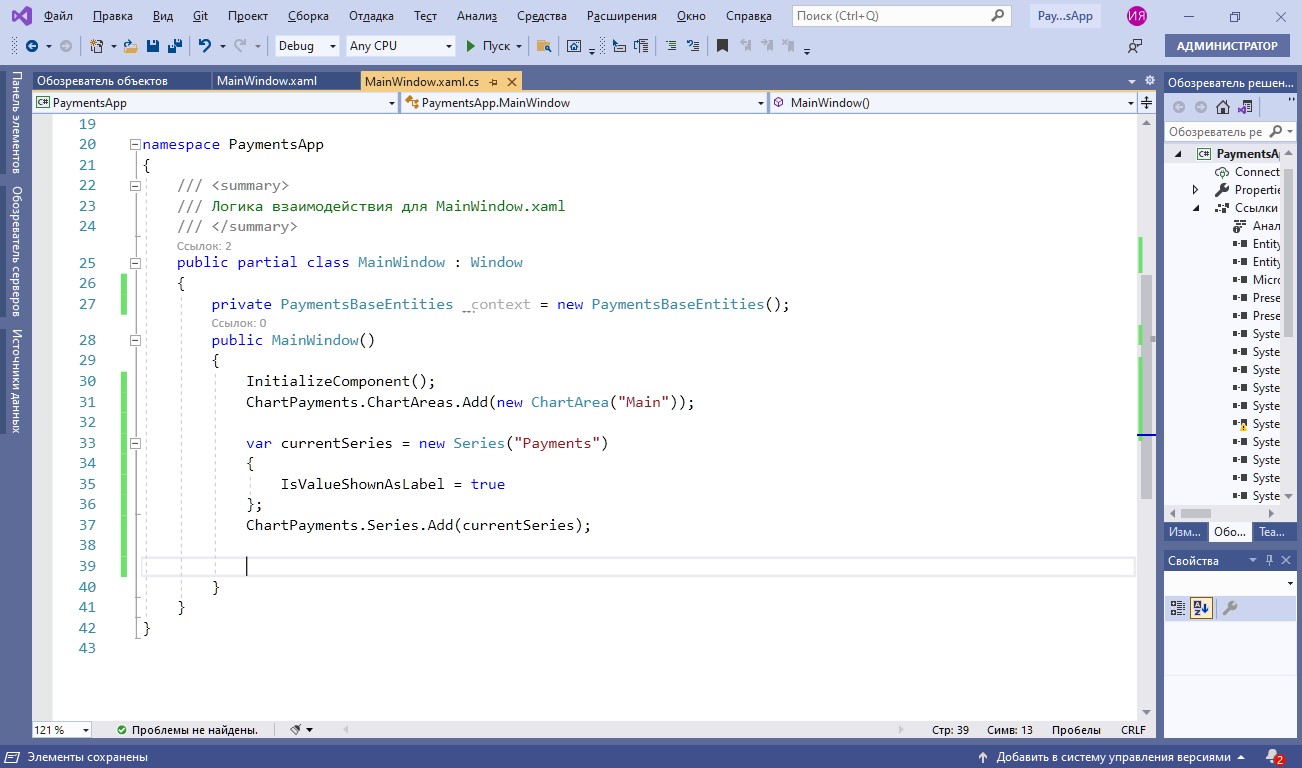 Файл Правка Вид Git Проект Сборка Отладка Тест Анализ Средства Расширения Окно Справка Поиск (Ctrl+Q) Pay...sApp ИЯ
Debug Any CPU Пуск АДМИНИСТРАТОР
Обозреватель объектов MainWindow.xaml MainWindow.xaml.cs
PaymentsApp PaymentsApp.MainWindow MainWindow()
Панель элементов
Обозреватель серверов
Источники данных
19
20 namespace PaymentsApp
21 {
22 /// <summary>
23 /// Логика взаимодействия для MainWindow.xaml
24 /// </summary>
Ссылок: 2
25 public partial class MainWindow : Window
26 {
27 private PaymentsBaseEntities _context = new PaymentsBaseEntities();
Ссылок: 0
28 public MainWindow()
29 {
30 InitializeComponent();
31 ChartPayments.ChartAreas.Add(new ChartArea("Main"));
32
33 var currentSeries = new Series("Payments")
34 {
35 IsValueShownAsLabel = true
36 };
37 ChartPayments.Series.Add(currentSeries);
38
39
40 }
41 }
42 }
43
121 % Проблемы не найдены. Стр: 39 Симв: 13 Пробелы CRLF
Обозреватель решен...
Обозреватель ре
C# PaymentsA
Connect
Propertie
Ссылки
Анал
Entity
Entity
Micro
Prese
Prese
Syste
Syste
Syste
Syste
Syste
Syste
Syste
Syste
Syste
Syste
Изм... Обо... Tea...
Свойства
Элементы сохранены Добавить в систему управления версиями 2